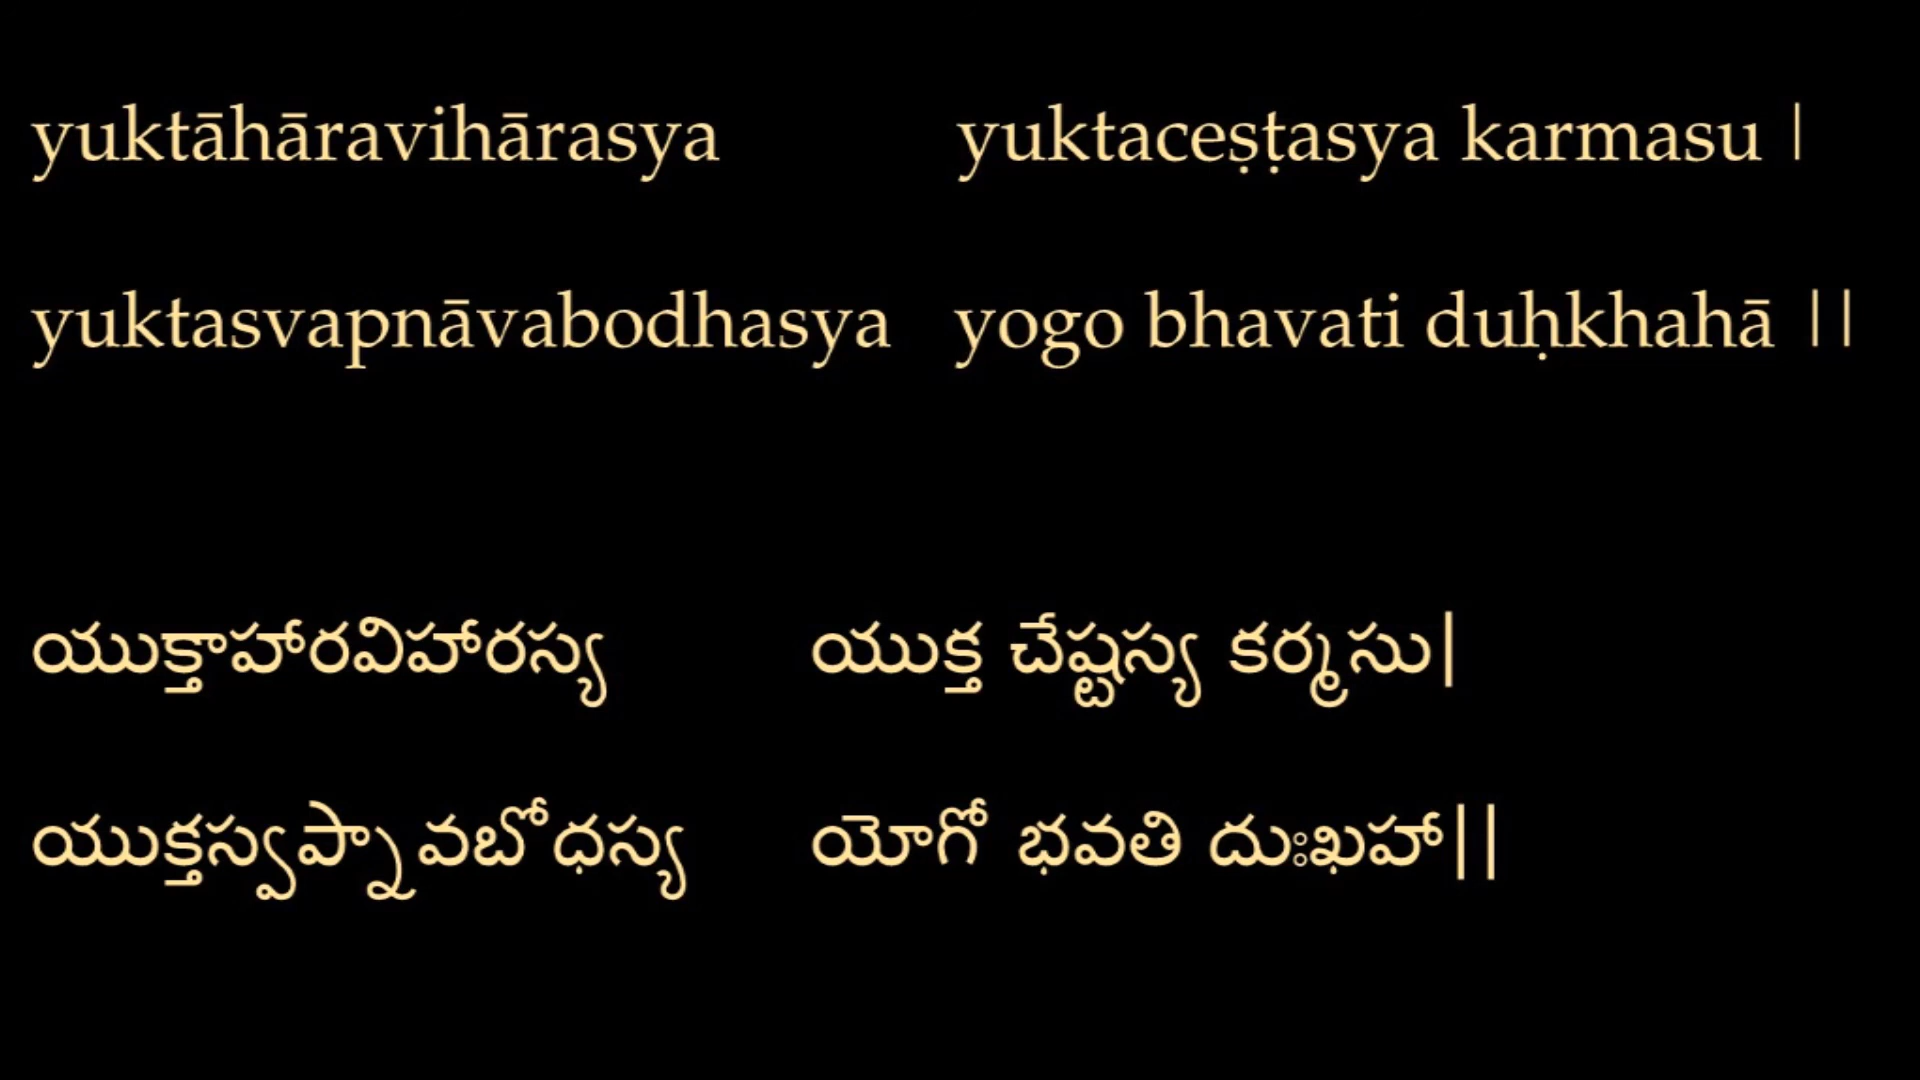 yuktāhāravihārasya yuktaceṣṭasya karmasu |
yuktasvapnāvabodhasya yogo bhavati duḥkhahā ||
యుక్తాహారవిహారస్య యుక్త చేష్టస్య కర్మసు|
యుక్తస్వప్నావబోధస్య యోగో భవతి దుఃఖహా||